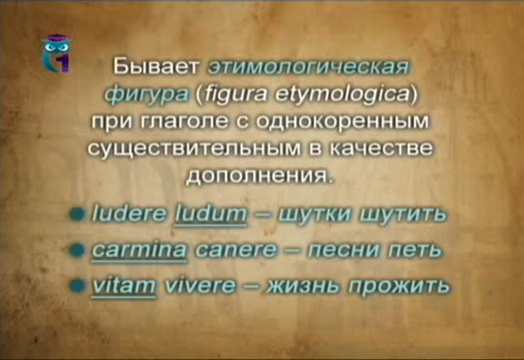 Бывает этимологическая
фигура (figura etymologica)
при глаголе с однокоренным
существительным в качестве
дополнения.
ludere ludum – шутки шутить
carmina canere – песни петь
vitam vivere – жизнь прожить